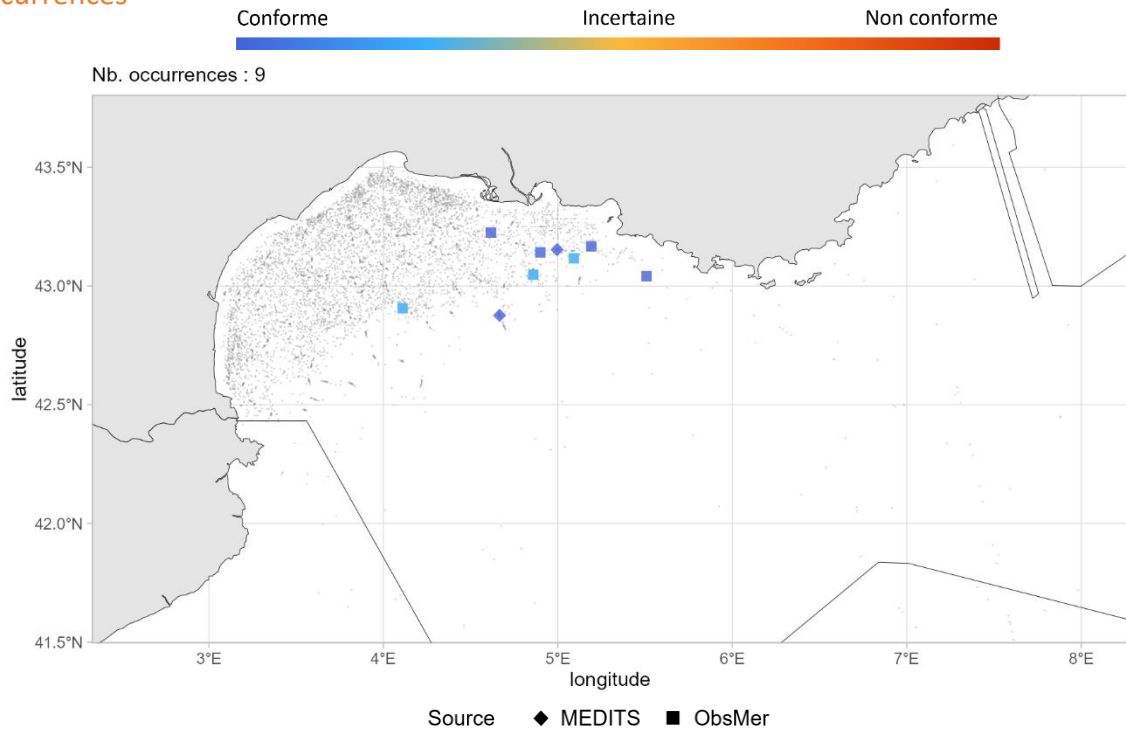 currences
Conforme Incertaine Non conforme
Nb. occurrences : 9
43.5°N
43.0°N
42.5°N
42.0°N
41.5°N
latitude
3°E 4°E 5°E 6°E 7°E 8°E
longitude
Source MEDITS ObsMer